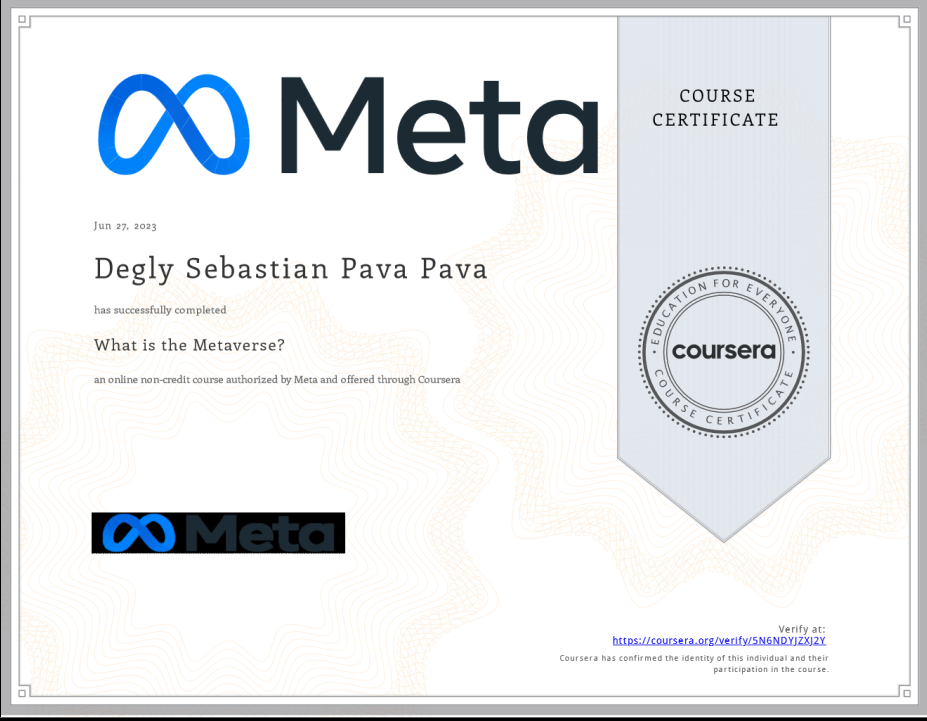 Meta
COURSE
CERTIFICATE
Jun 27, 2023
Degly Sebastian Pava Pava
has successfully completed
What is the Metaverse?
an online non-credit course authorized by Meta and offered through Coursera
EDUCATION FOR EVERYONE
coursera
COURSE CERTIFICATE
Meta
Verify at:
https://coursera.org/verify/5N6NDYJZXJ2Y
Coursera has confirmed the identity of this individual and their
participation in the course.